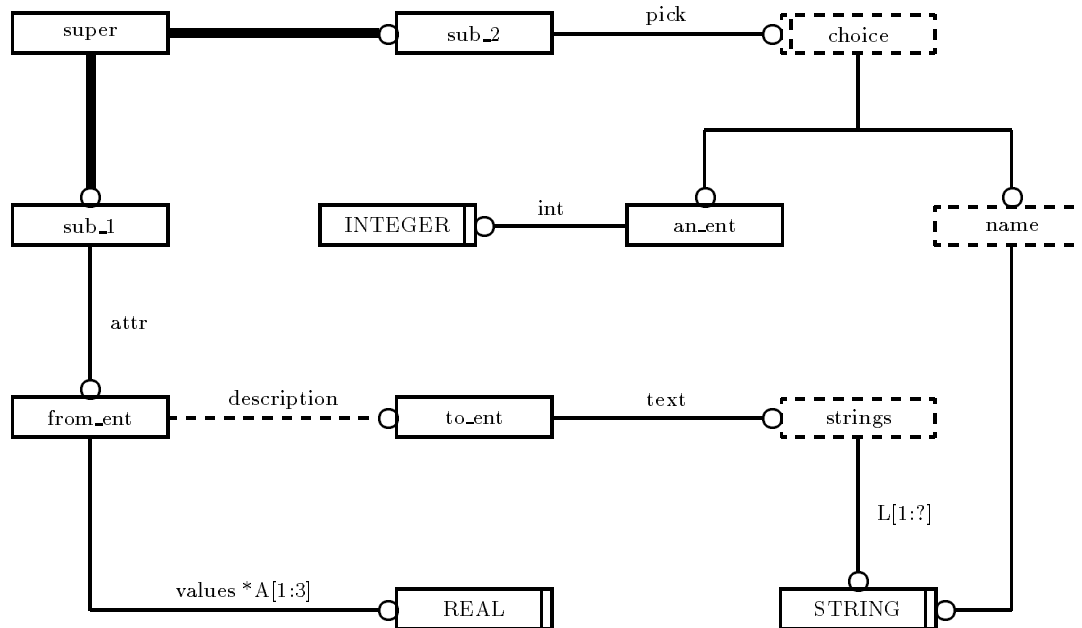 super
sub_2
pick
choice
sub_1
INTEGER
int
an_ent
name
attr
from_ent
description
to_ent
text
strings
L[1:?]
values *A[1:3]
REAL
STRING